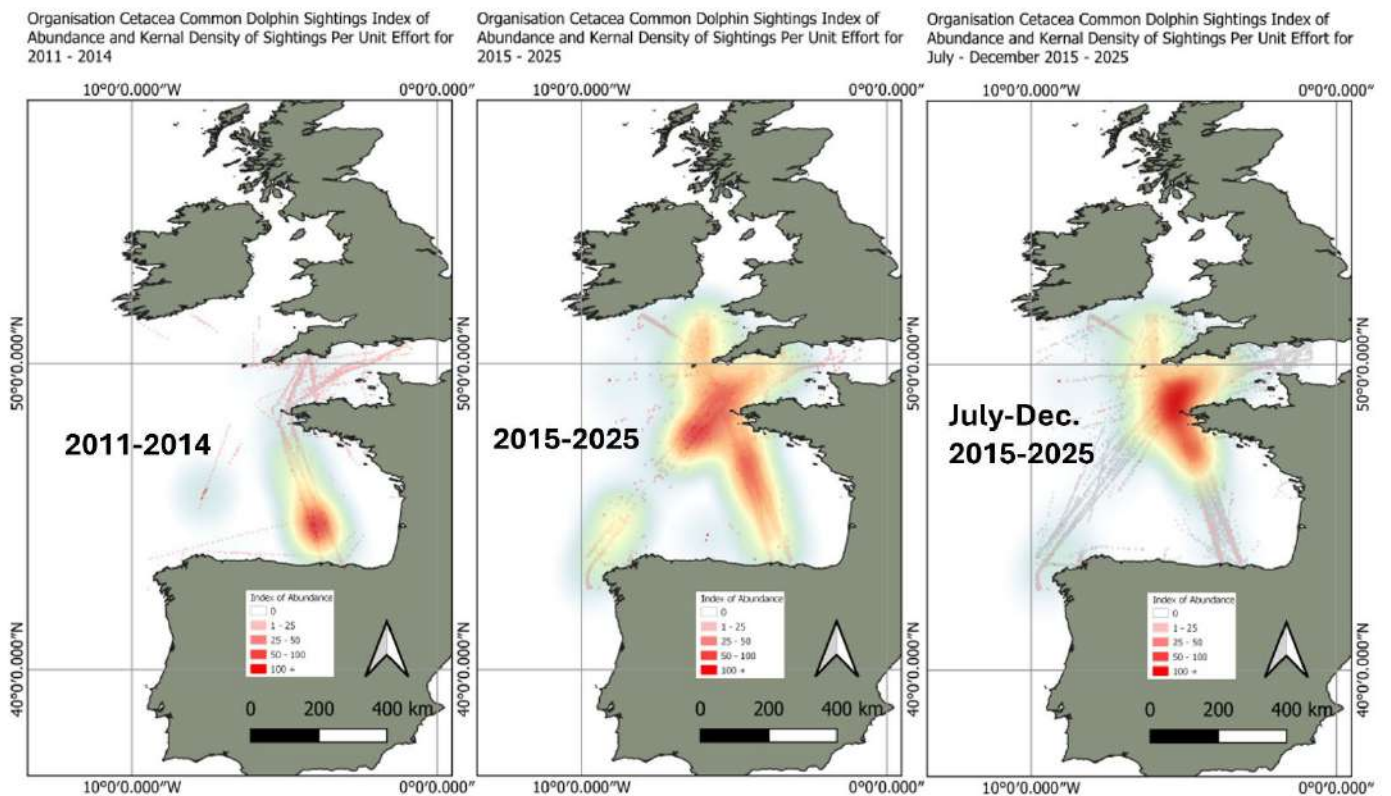 Organisation Cetacea Common Dolphin Sightings Index of
Abundance and Kernal Density of Sightings Per Unit Effort for
2011 - 2014
10°0'0.000"W
0°0'0.000"
50°0'0.000"N
40°0'0.000"N
2011-2014
Index of Abundance
0
1 - 25
25 - 50
50 - 100
100 +
0 200 400 km
10°0'0.000"W
0°0'0.000"
Organisation Cetacea Common Dolphin Sightings Index of
Abundance and Kernal Density of Sightings Per Unit Effort for
2015 - 2025
10°0'0.000"W
0°0'0.000"
50°0'0.000"N
40°0'0.000"N
2015-2025
Index of Abundance
0
1 - 25
25 - 50
50 - 100
100 +
0 200 400 km
10°0'0.000"W
0°0'0.000"
Organisation Cetacea Common Dolphin Sightings Index of
Abundance and Kernal Density of Sightings Per Unit Effort for
July - December 2015 - 2025
10°0'0.000"W
0°0'0.000"
50°0'0.000"N
50°0'0.000"N
40°0'0.000"N
40°0'0.000"N
July-Dec.
2015-2025
Index of Abundance
0
1 - 25
25 - 50
50 - 100
100 +
0 200 400 km
10°0'0.000"W
0°0'0.000"